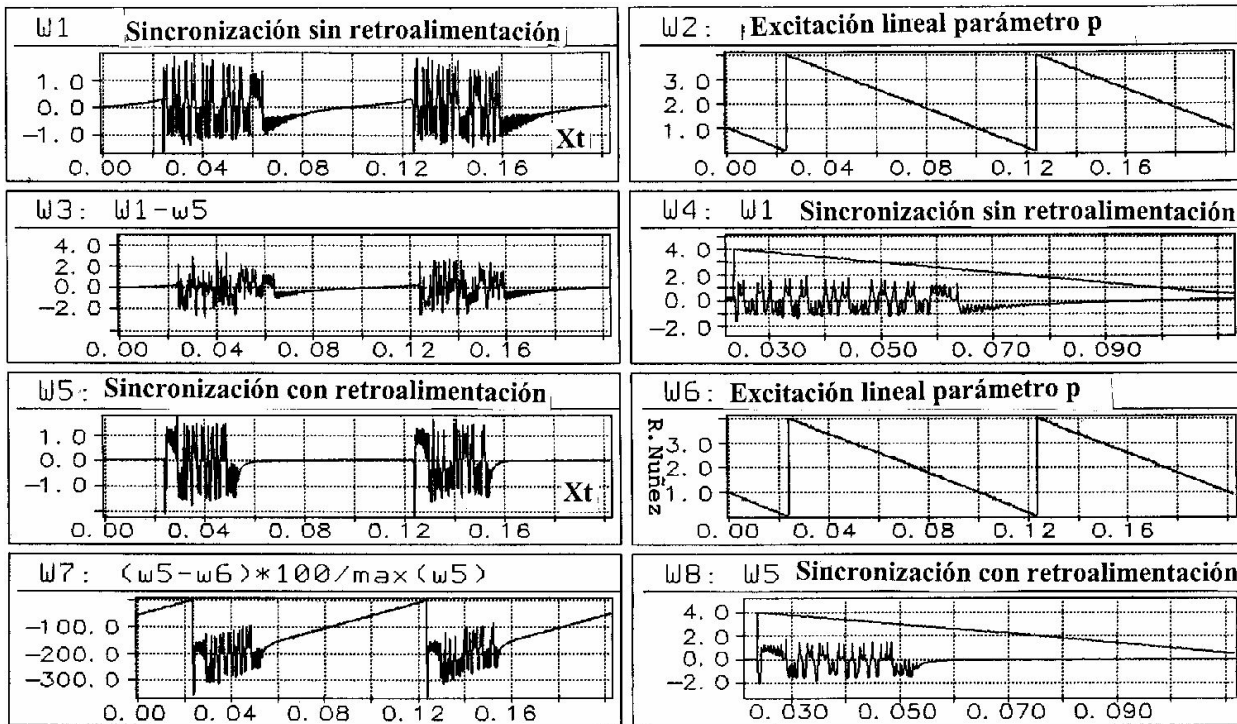 W1 Sincronización sin retroalimentación
1.0
0.0
-1.0
Xt
0.00 0.04 0.08 0.12 0.16
W2: Excitación lineal parámetro p
3.0
2.0
1.0
0.00 0.04 0.08 0.12 0.16
W3: W1-w5
4.0
2.0
0.0
-2.0
0.00 0.04 0.08 0.12 0.16
W4: W1 Sincronización sin retroalimentación
4.0
2.0
0.0
-2.0
0.030 0.050 0.070 0.090
W5: Sincronización con retroalimentación
1.0
0.0
-1.0
Xt
0.00 0.04 0.08 0.12 0.16
W6: Excitación lineal parámetro p
R. Nuñez
3.0
2.0
1.0
0.00 0.04 0.08 0.12 0.16
W7: (w5-w6)*100/max(w5)
-100.0
-200.0
-300.0
0.00 0.04 0.08 0.12 0.16
W8: W5 Sincronización con retroalimentación
4.0
2.0
0.0
-2.0
0.030 0.050 0.070 0.090